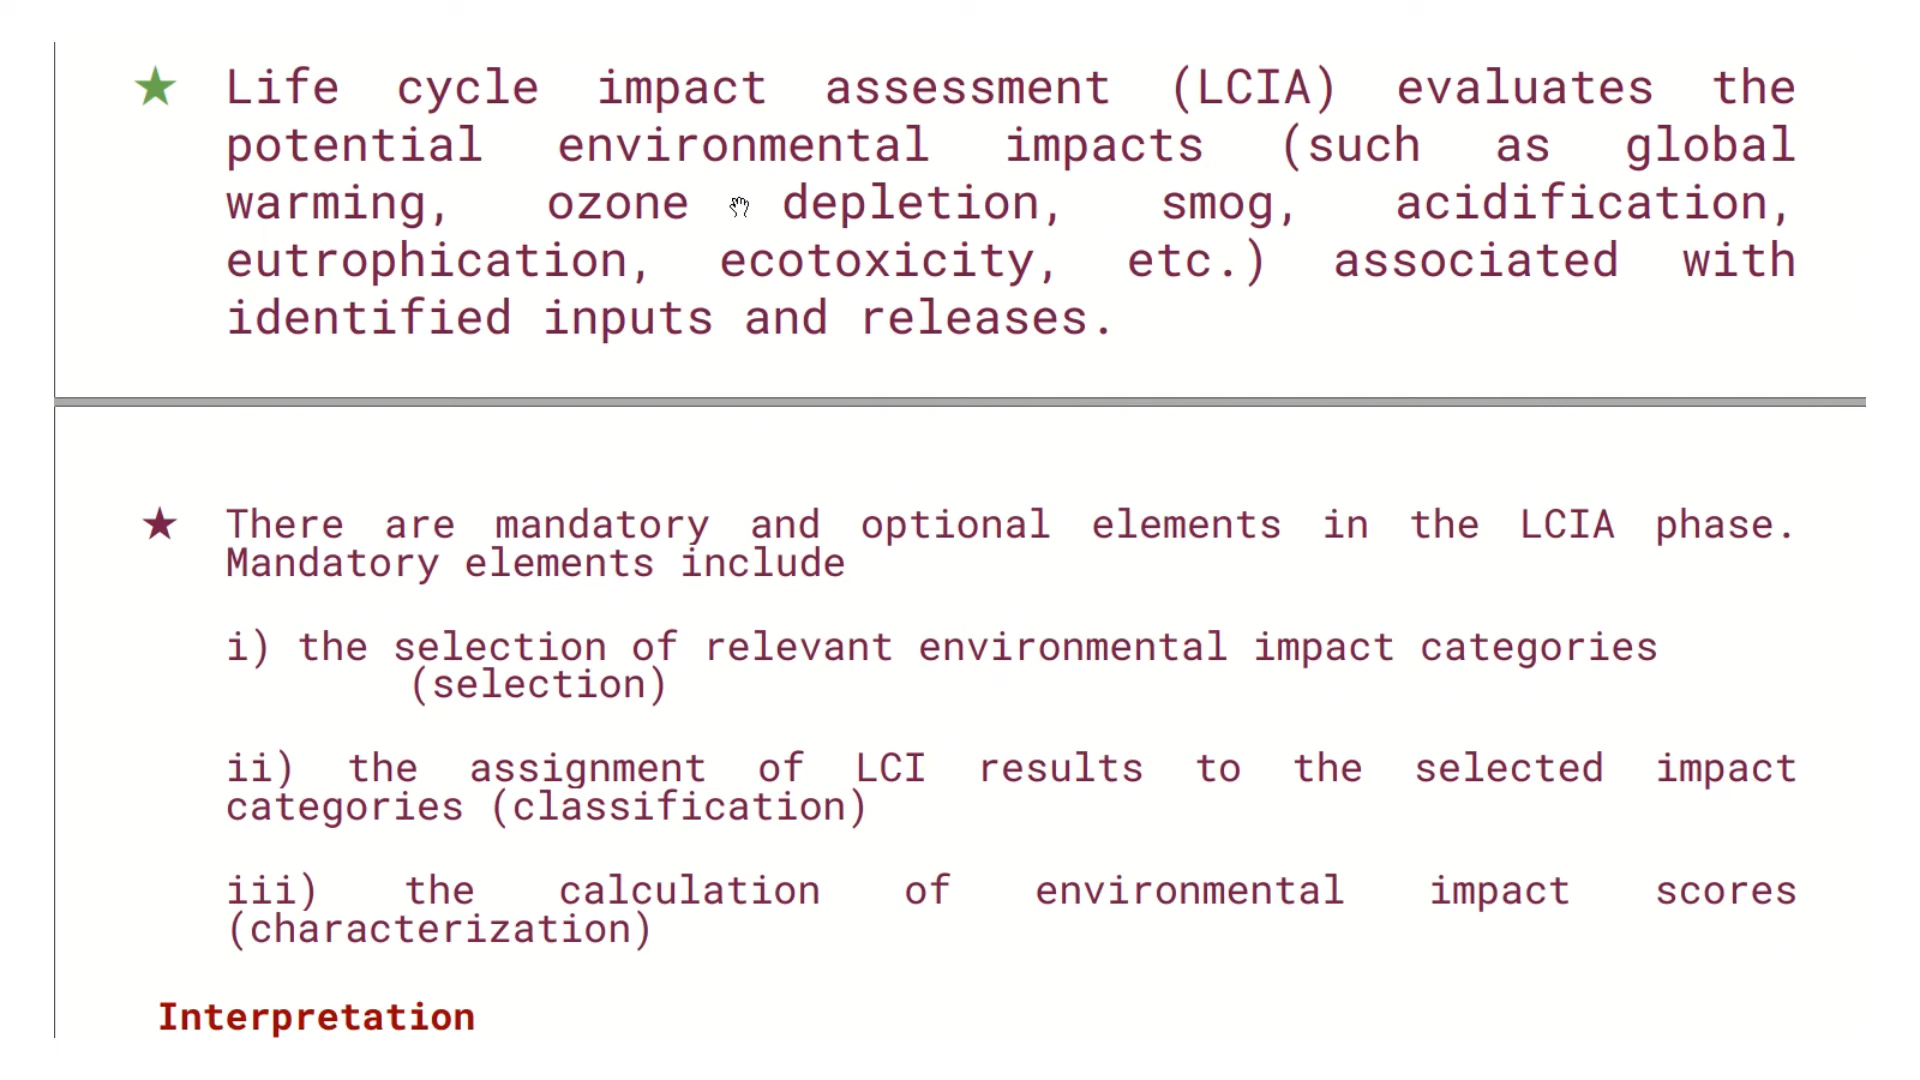 Life cycle impact assessment (LCIA) evaluates the
potential environmental impacts (such as global
warming, ozone depletion, smog, acidification,
eutrophication, ecotoxicity, etc.) associated with
identified inputs and releases.
There are mandatory and optional elements in the LCIA phase.
Mandatory elements include
i) the selection of relevant environmental impact categories
(selection)
ii) the assignment of LCI results to the selected impact
categories (classification)
iii) the calculation of environmental impact scores
(characterization)
Interpretation